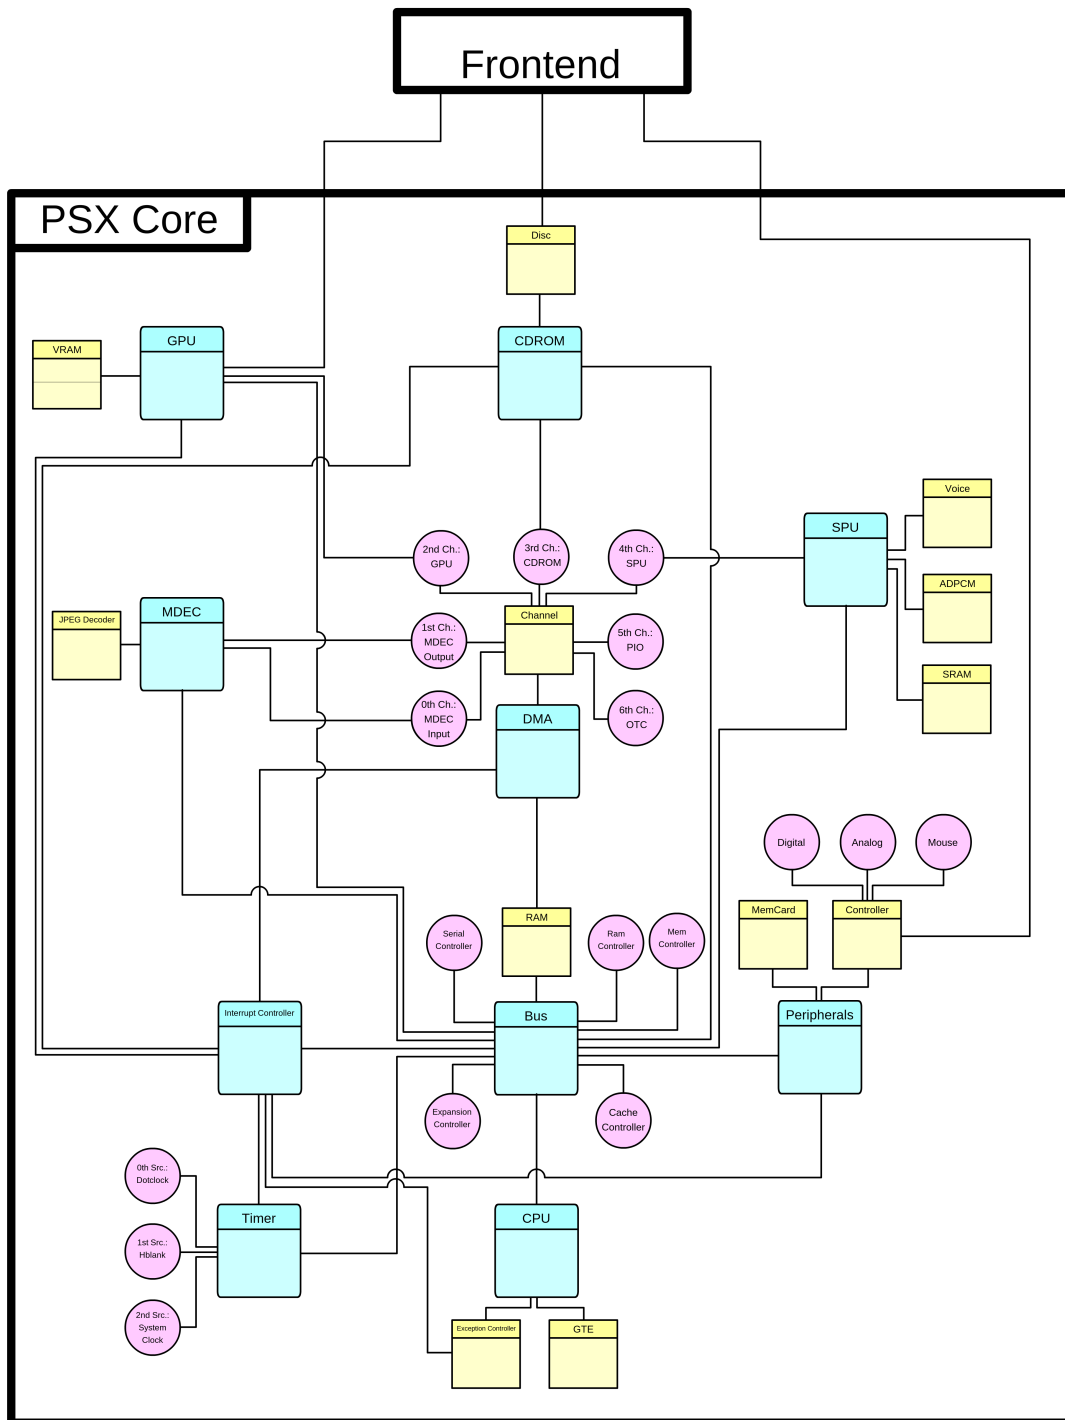 Frontend
PSX Core
Disc
GPU
CDROM
VRAM
Voice
SPU
2nd Ch.:
GPU
3rd Ch.:
CDROM
4th Ch.:
SPU
ADPCM
MDEC
JPEG Decoder
Channel
1st Ch.:
MDEC
Output
5th Ch.:
PIO
SRAM
0th Ch.:
MDEC
Input
DMA
6th Ch.:
OTC
Digital
Analog
Mouse
MemCard
Controller
RAM
Serial
Controller
Ram
Controller
Mem
Controller
Interrupt Controller
Bus
Peripherals
Expansion
Controller
Cache
Controller
0th Src.:
Dotclock
Timer
CPU
1st Src.:
Hblank
2nd Src.:
System
Clock
Exception Controller
GTE